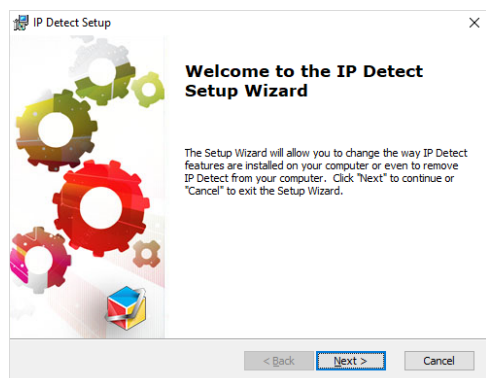 IP Detect Setup
Welcome to the IP Detect
Setup Wizard
The Setup Wizard will allow you to change the way IP Detect
features are installed on your computer or even to remove
IP Detect from your computer.  Click "Next" to continue or
"Cancel" to exit the Setup Wizard.
< Back
Next >
Cancel